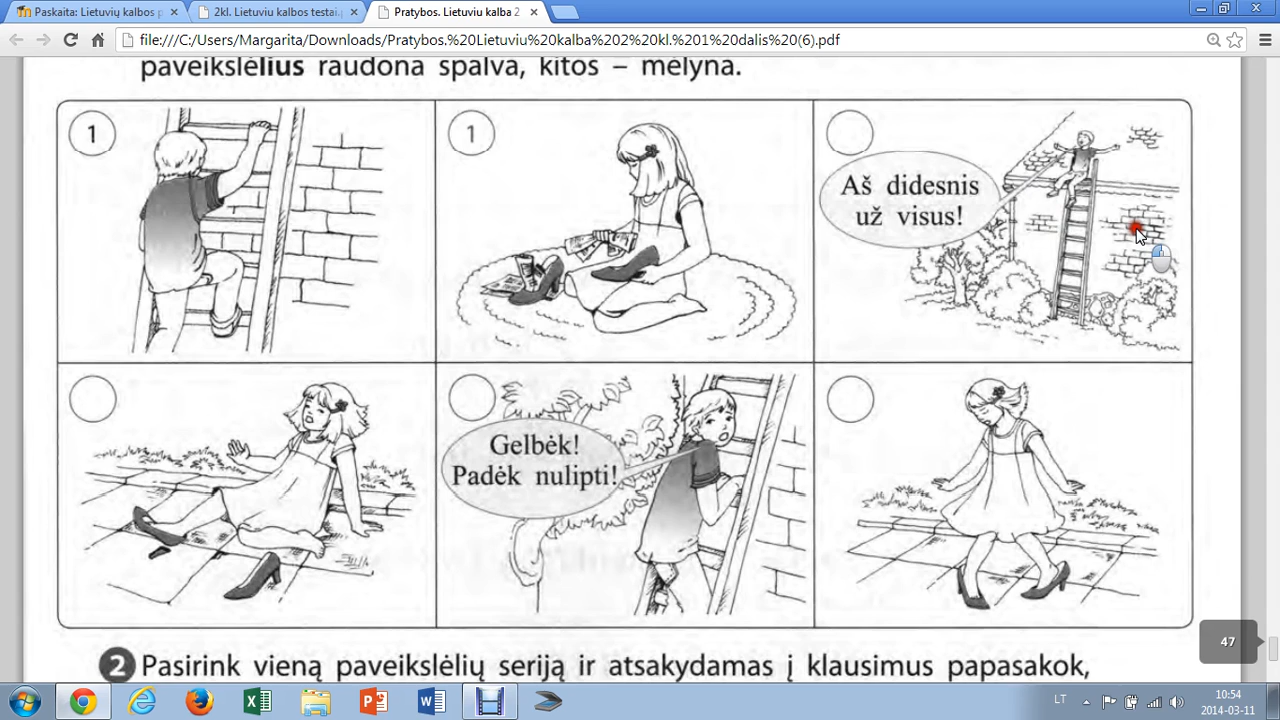 Paskaita: Lietuvių kalbos p
2kl. Lietuviu kalbos testai.p
Pratybos. Lietuviu kalba 2
file:///C:/Users/Margarita/Downloads/Pratybos.%20Lietuviu%20kalba%202%20kl.%201%20dalis%20(6).pdf
paveikslėlius raudona spalva, kitos – mėlyna.
1
1
Aš didesnis
už visus!
Gelbėk!
Padėk nulipti!
47
2 Pasirink vieną paveikslėlių seriją ir atsakydamas į klausimus papasakok,
LT
10:54
2014-03-11